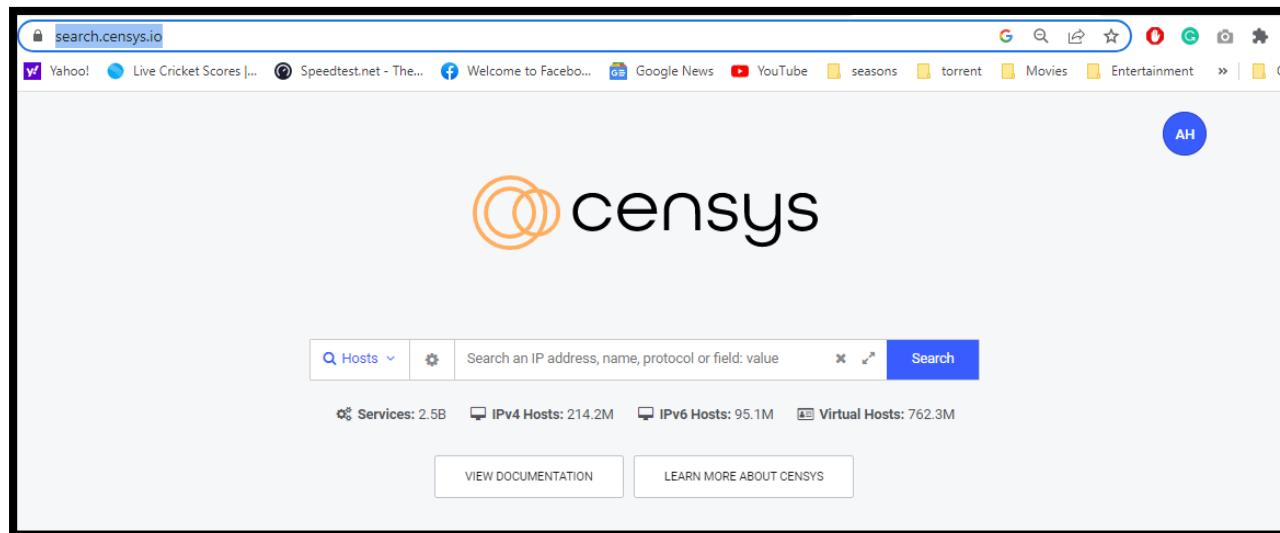 search.censys.io
Yahoo! Live Cricket Scores |... Speedtest.net - The... Welcome to Facebo... Google News YouTube seasons torrent Movies Entertainment »
AH
censys
Hosts Search an IP address, name, protocol or field: value Search
Services: 2.5B IPv4 Hosts: 214.2M IPv6 Hosts: 95.1M Virtual Hosts: 762.3M
VIEW DOCUMENTATION LEARN MORE ABOUT CENSYS